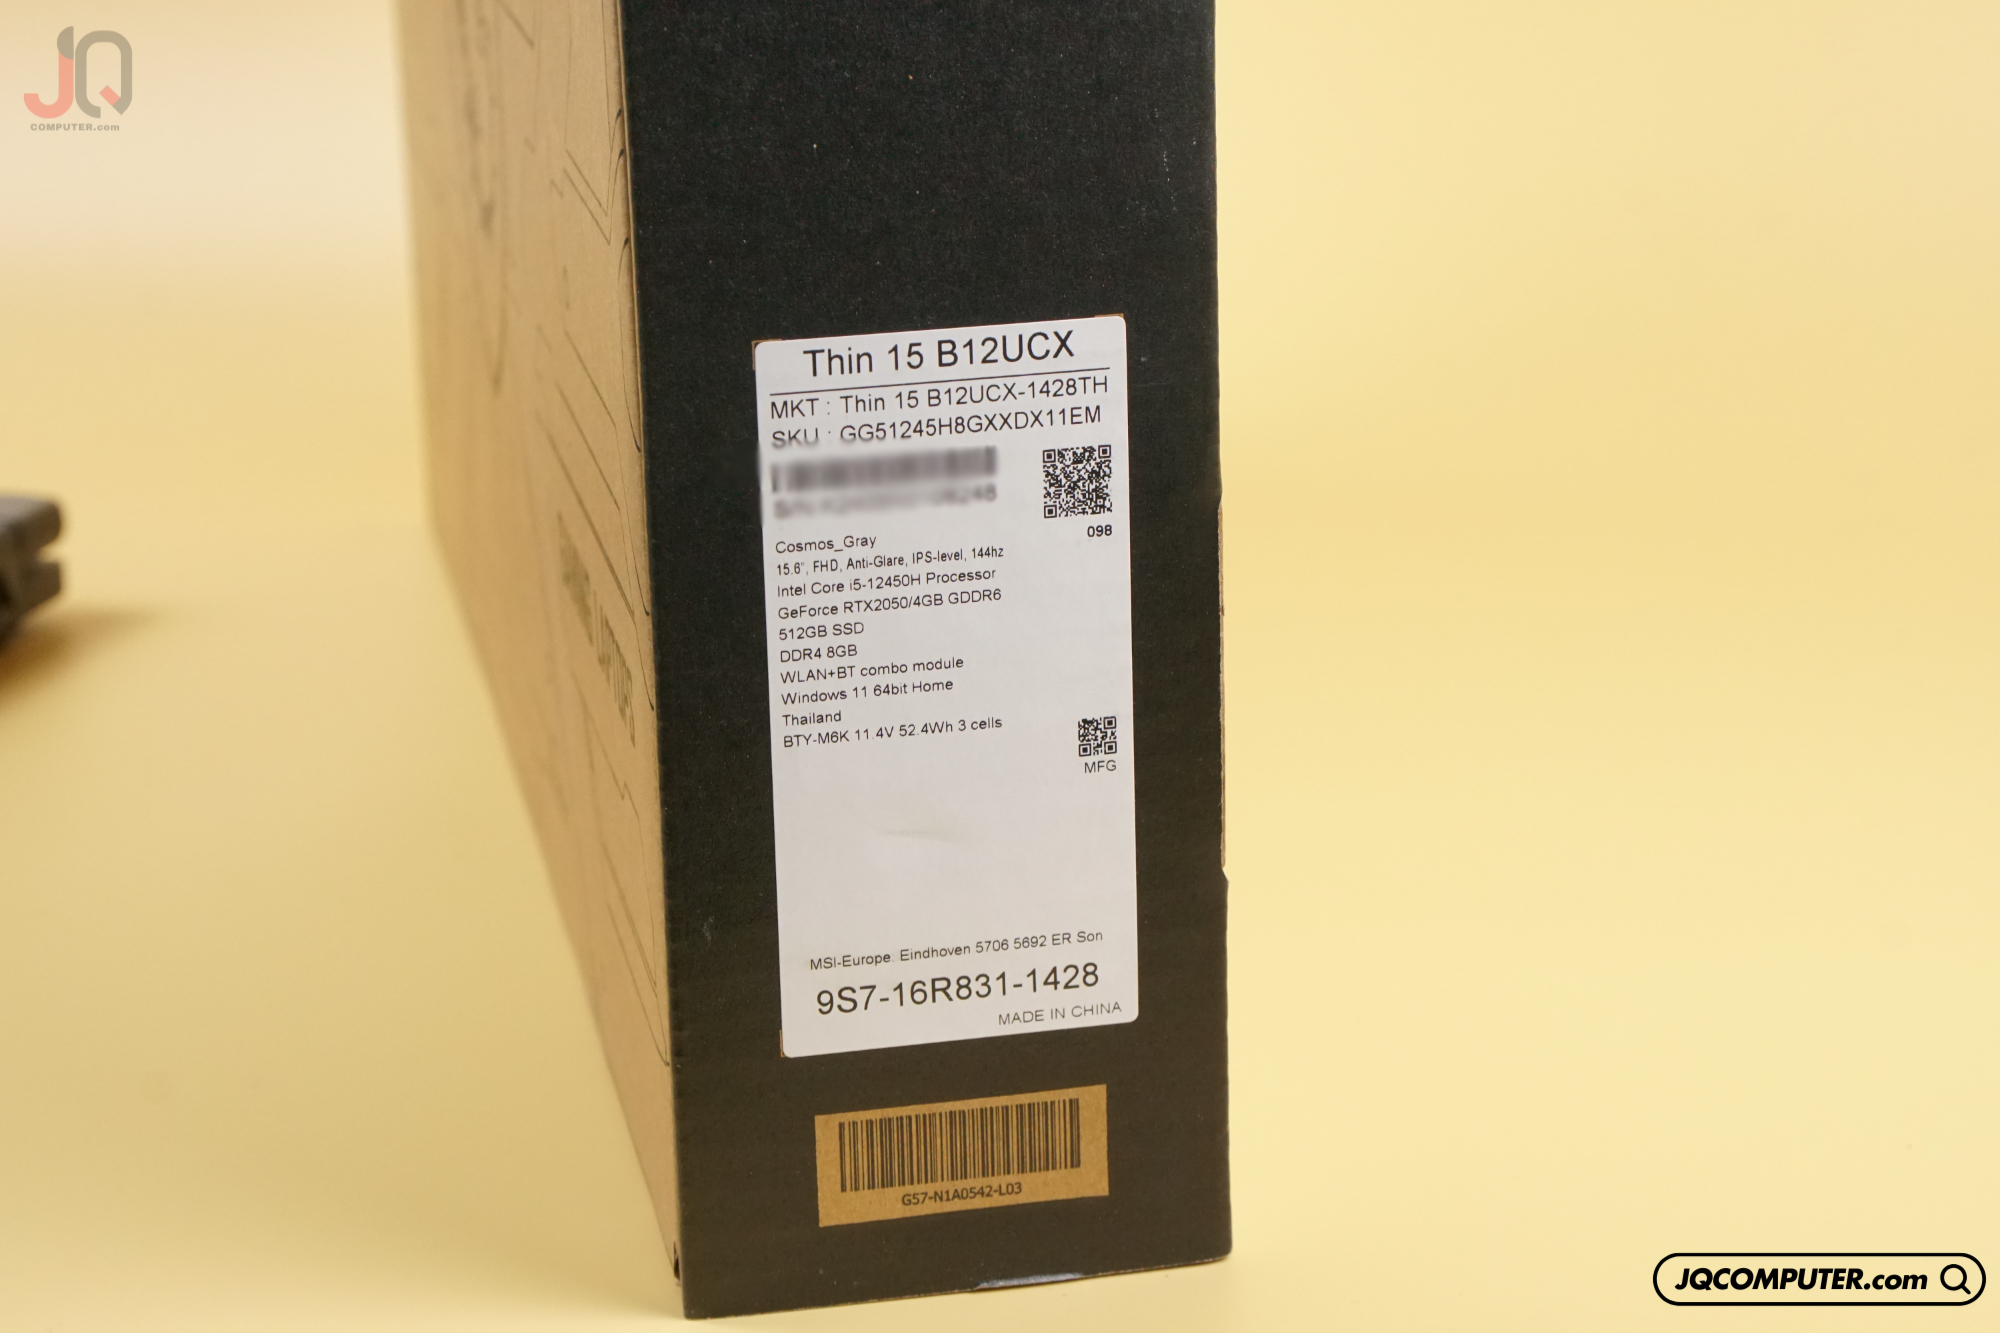 JQ
COMPUTER.com
Thin 15 B12UCX
MKT : Thin 15 B12UCX-1428TH
SKU : GG51245H8GXXDX11EM
098
Cosmos_Gray
15.6", FHD, Anti-Glare, IPS-level, 144hz
Intel Core i5-12450H Processor
GeForce RTX2050/4GB GDDR6
512GB SSD
DDR4 8GB
WLAN+BT combo module
Windows 11 64bit Home
Thailand
BTY-M6K 11.4V 52.4Wh 3 cells
MFG
MSI-Europe. Eindhoven 5706 5692 ER Son
9S7-16R831-1428
MADE IN CHINA
G57-N1A0542-L03
JQCOMPUTER.com